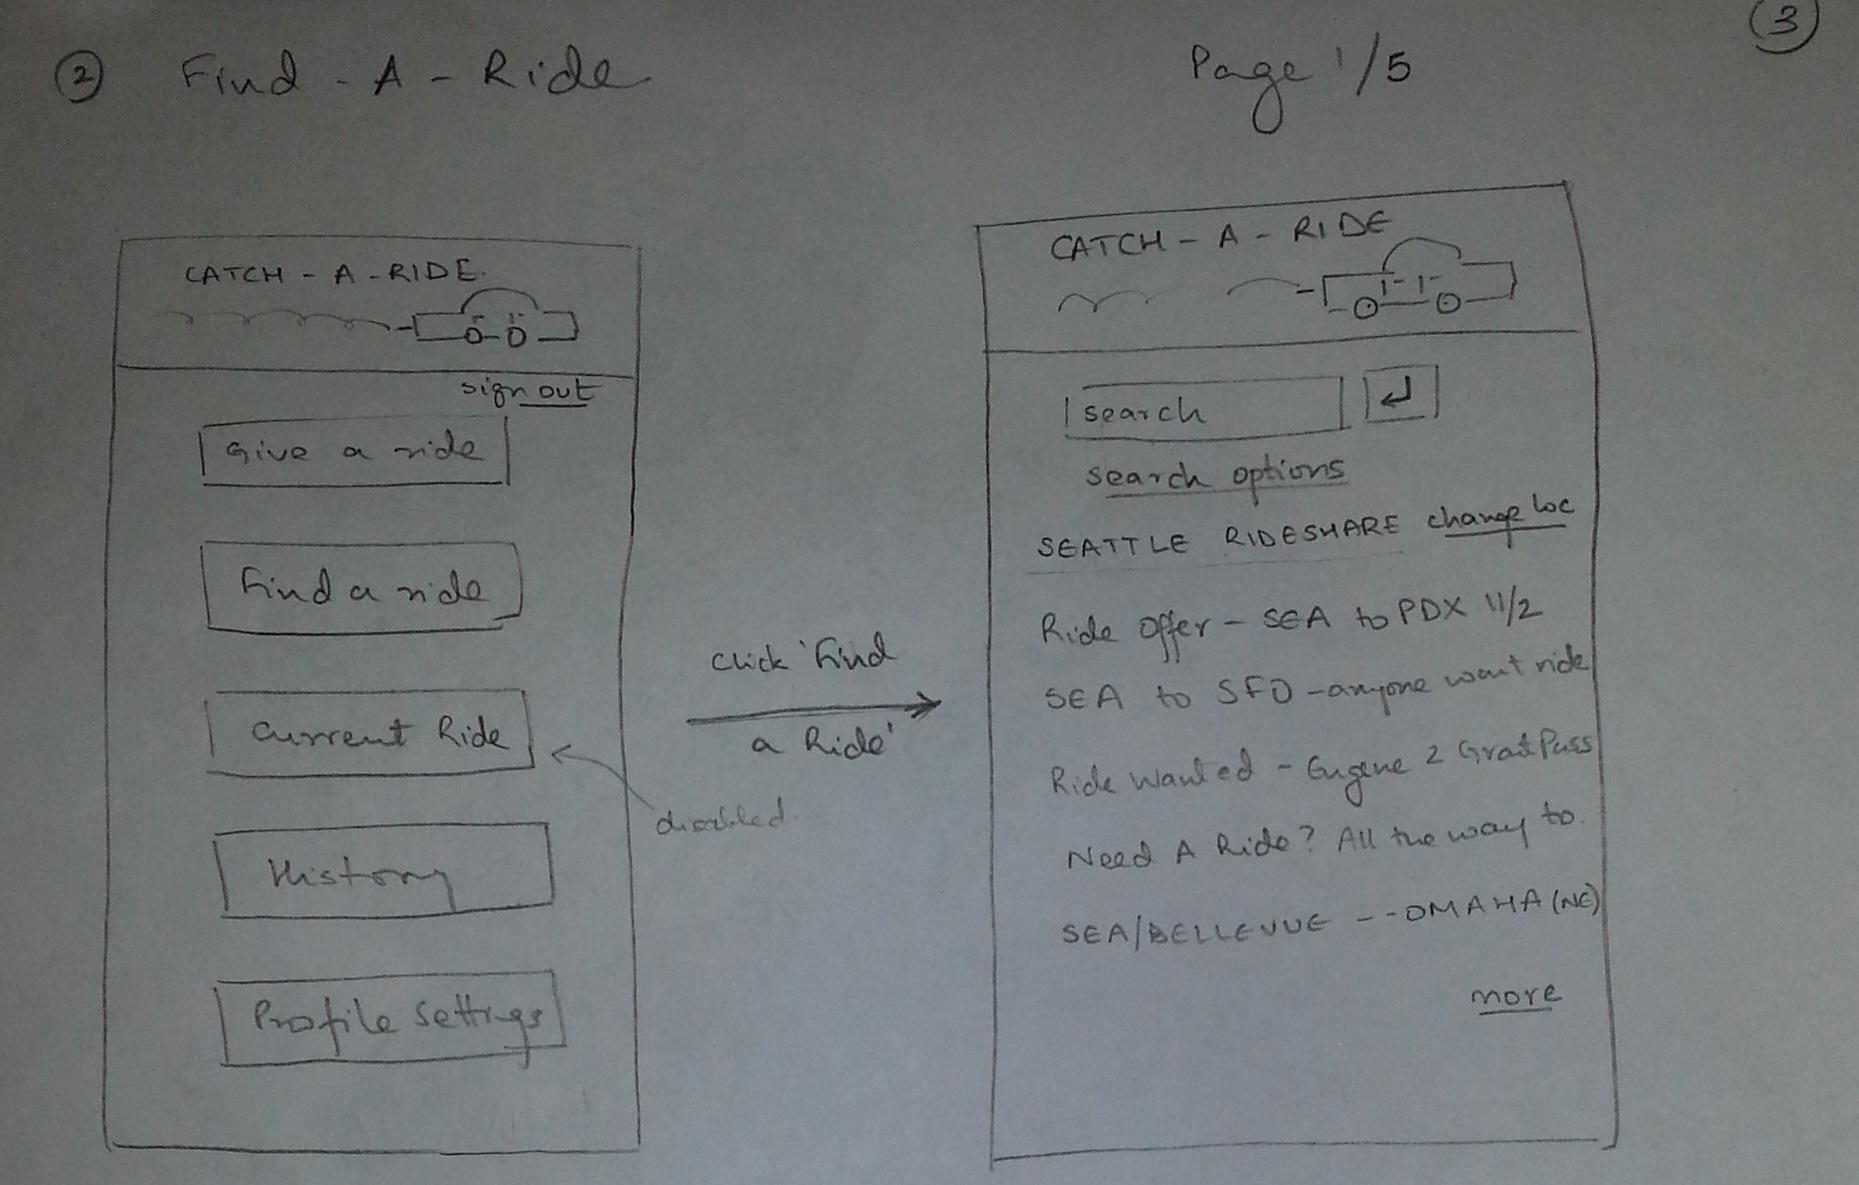 2 Find - A - Ride
Page 1/5
3
CATCH - A - RIDE
sign out
Give a ride
Find a ride
Current Ride
disabled
History
Profile Settings
click 'Find
a Ride'
CATCH - A - RIDE
search
search options
SEATTLE RIDESHARE change loc
Ride Offer - SEA to PDX 11/2
SEA to SFO - anyone want ride
Ride Wanted - Eugene 2 Grat Pass
Need A Ride? All the way to.
SEA/BELLEVUE -- OMAHA (NE)
more